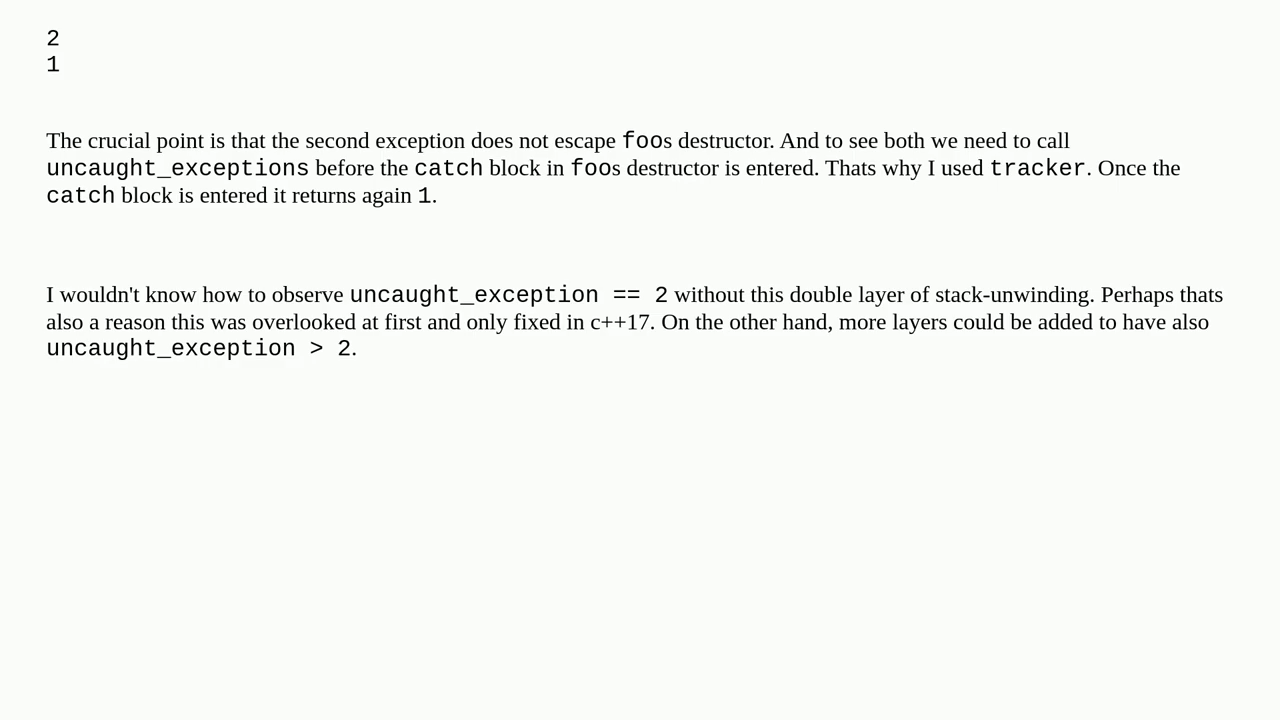 2
1
The crucial point is that the second exception does not escape foos destructor. And to see both we need to call
uncaught_exceptions before the catch block in foos destructor is entered. Thats why I used tracker. Once the
catch block is entered it returns again 1.
I wouldn't know how to observe uncaught_exception == 2 without this double layer of stack-unwinding. Perhaps thats
also a reason this was overlooked at first and only fixed in c++17. On the other hand, more layers could be added to have also
uncaught_exception > 2.